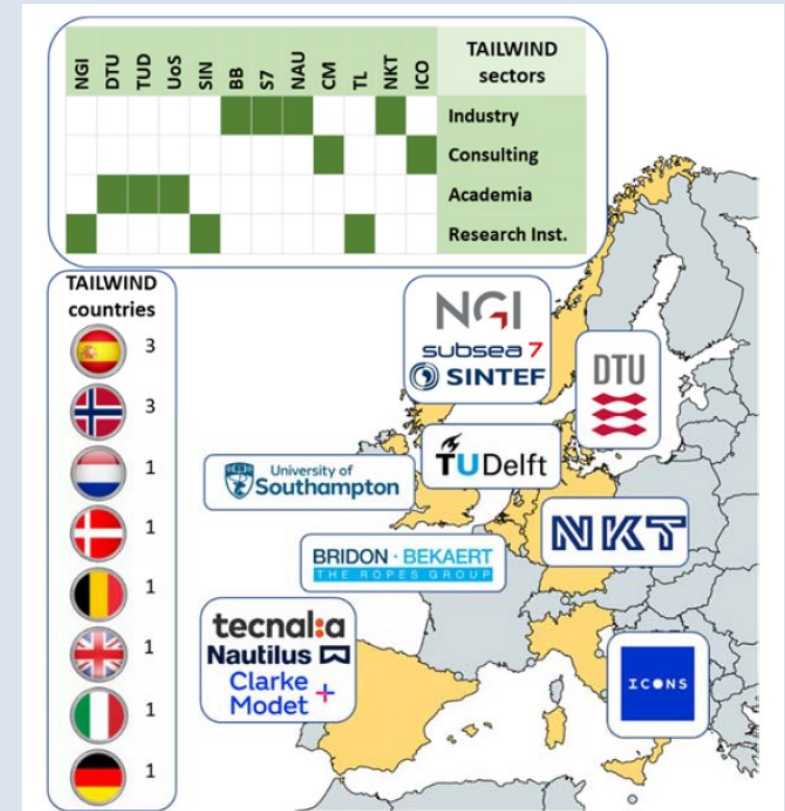 NGI DTU TUD UoS SIN BB S7 NAU CM TL NKT ICO
TAILWIND
sectors
Industry
Consulting
Academia
Research Inst.
TAILWIND
countries
3
3
1
1
1
1
1
1
NGI
subsea 7
SINTEF
DTU
University of
Southampton
TUDelft
NKT
BRIDON · BEKAERT
THE ROPES GROUP
tecnal:a
Nautilus
Clarke
Modet +
ICONS